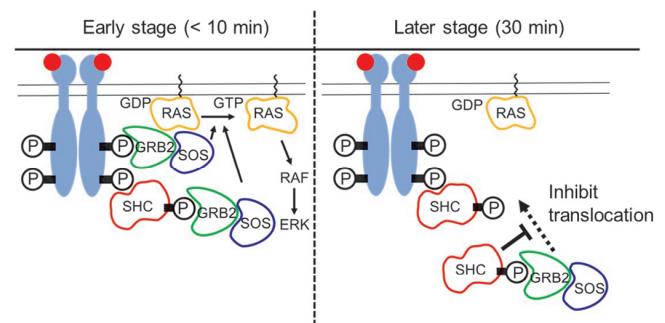 Early stage (< 10 min)
Later stage (30 min)
GDP
GTP
RAS
RAS
P
P
GRB2
SOS
P
P
RAF
SHC
P
GRB2
SOS
ERK
GDP
RAS
P
P
P
P
SHC
P
Inhibit
translocation
SHC
P
GRB2
SOS